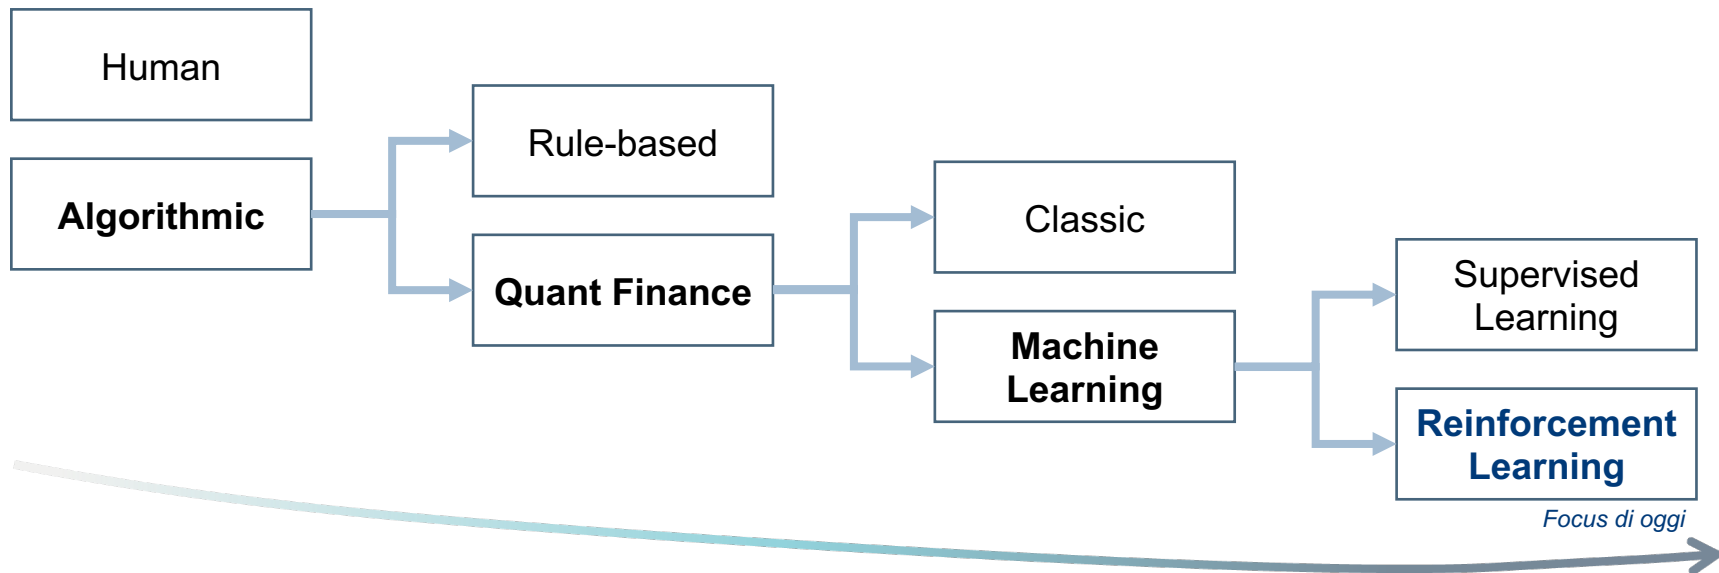 Human
Algorithmic
Rule-based
Quant Finance
Classic
Machine
Learning
Supervised
Learning
Reinforcement
Learning
Focus di oggi